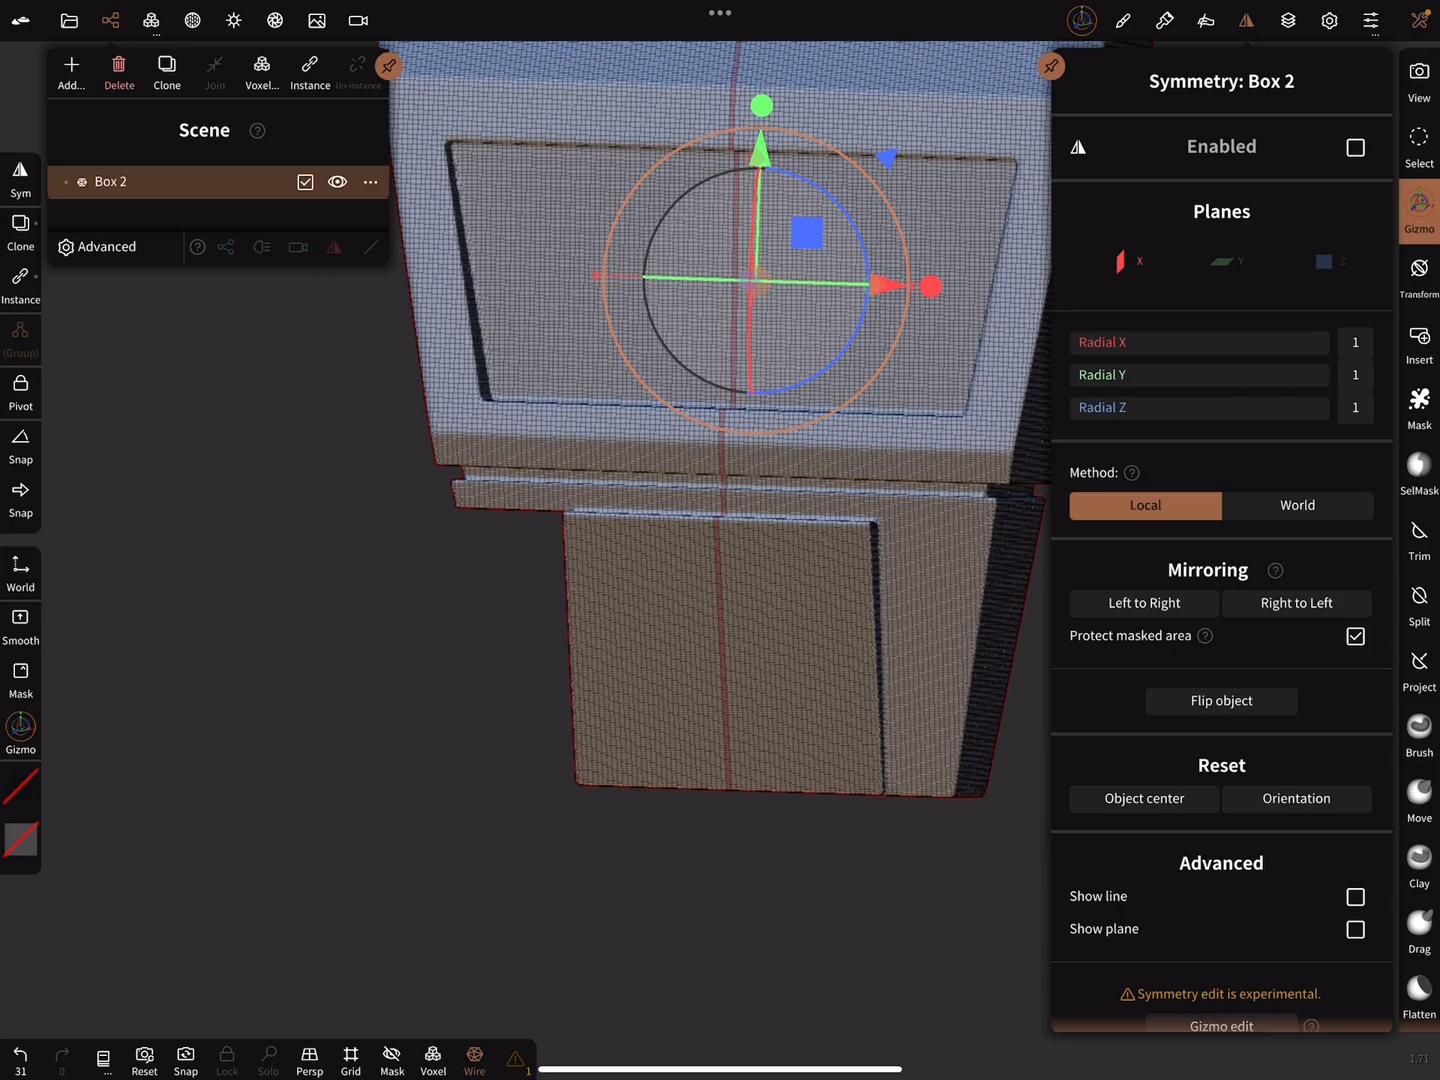 Add...
Delete
Clone
Join
Voxel...
Instance
Un-instance
Scene
Box 2
Advanced
Sym
Clone
Instance
(Group)
Pivot
Snap
Snap
World
Smooth
Mask
Gizmo
Symmetry: Box 2
Enabled
Planes
X
Y
Z
Radial X 1
Radial Y 1
Radial Z 1
Method:
Local World
Mirroring
Left to Right Right to Left
Protect masked area
Flip object
Reset
Object center Orientation
Advanced
Show line
Show plane
Symmetry edit is experimental.
Gizmo edit
View
Select
Gizmo
Transform
Insert
Mask
SelMask
Trim
Split
Project
Brush
Move
Clay
Drag
Flatten
31
0
...
Reset
Snap
Lock
Solo
Persp
Grid
Mask
Voxel
Wire
1
1.71